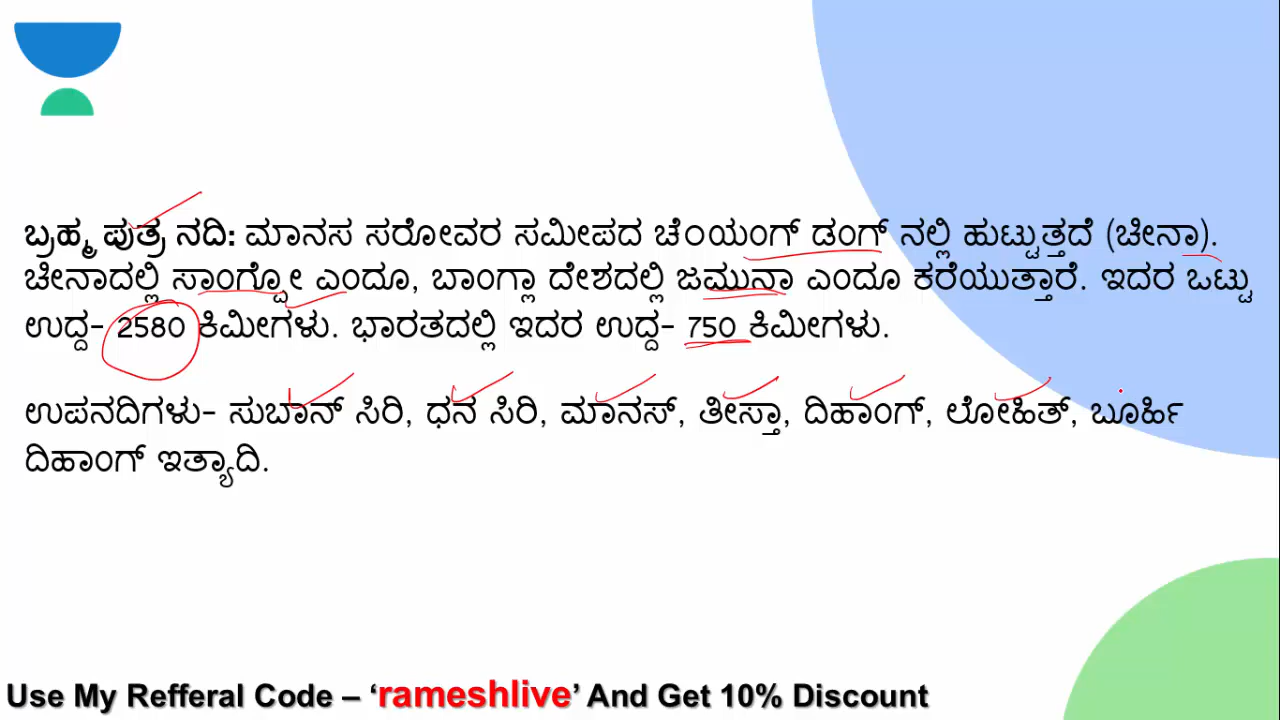 ಬ್ರಹ್ಮ ಪುತ್ರ ನದಿ: ಮಾನಸ ಸರೋವರ ಸಮೀಪದ ಚೆಂಯಂಗ್ ಡಂಗ್ ನಲ್ಲಿ ಹುಟ್ಟುತ್ತದೆ (ಚೀನಾ).
ಚೀನಾದಲ್ಲಿ ಸಾಂಗ್ಪೋ ಎಂದೂ, ಬಾಂಗ್ಲಾ ದೇಶದಲ್ಲಿ ಜಮುನಾ ಎಂದೂ ಕರೆಯುತ್ತಾರೆ. ಇದರ ಒಟ್ಟು
ಉದ್ದ- 2580 ಕಿಮೀಗಳು. ಭಾರತದಲ್ಲಿ ಇದರ ಉದ್ದ- 750 ಕಿಮೀಗಳು.
ಉಪನದಿಗಳು- ಸುಬಾನ್ ಸಿರಿ, ಧನ ಸಿರಿ, ಮಾನಸ್, ತೀಸ್ತಾ, ದಿಹಾಂಗ್, ಲೋಹಿತ್, ಬೂರ್ಹಿ
ದಿಹಾಂಗ್ ಇತ್ಯಾದಿ.
Use My Refferal Code – ‘rameshlive’ And Get 10% Discount